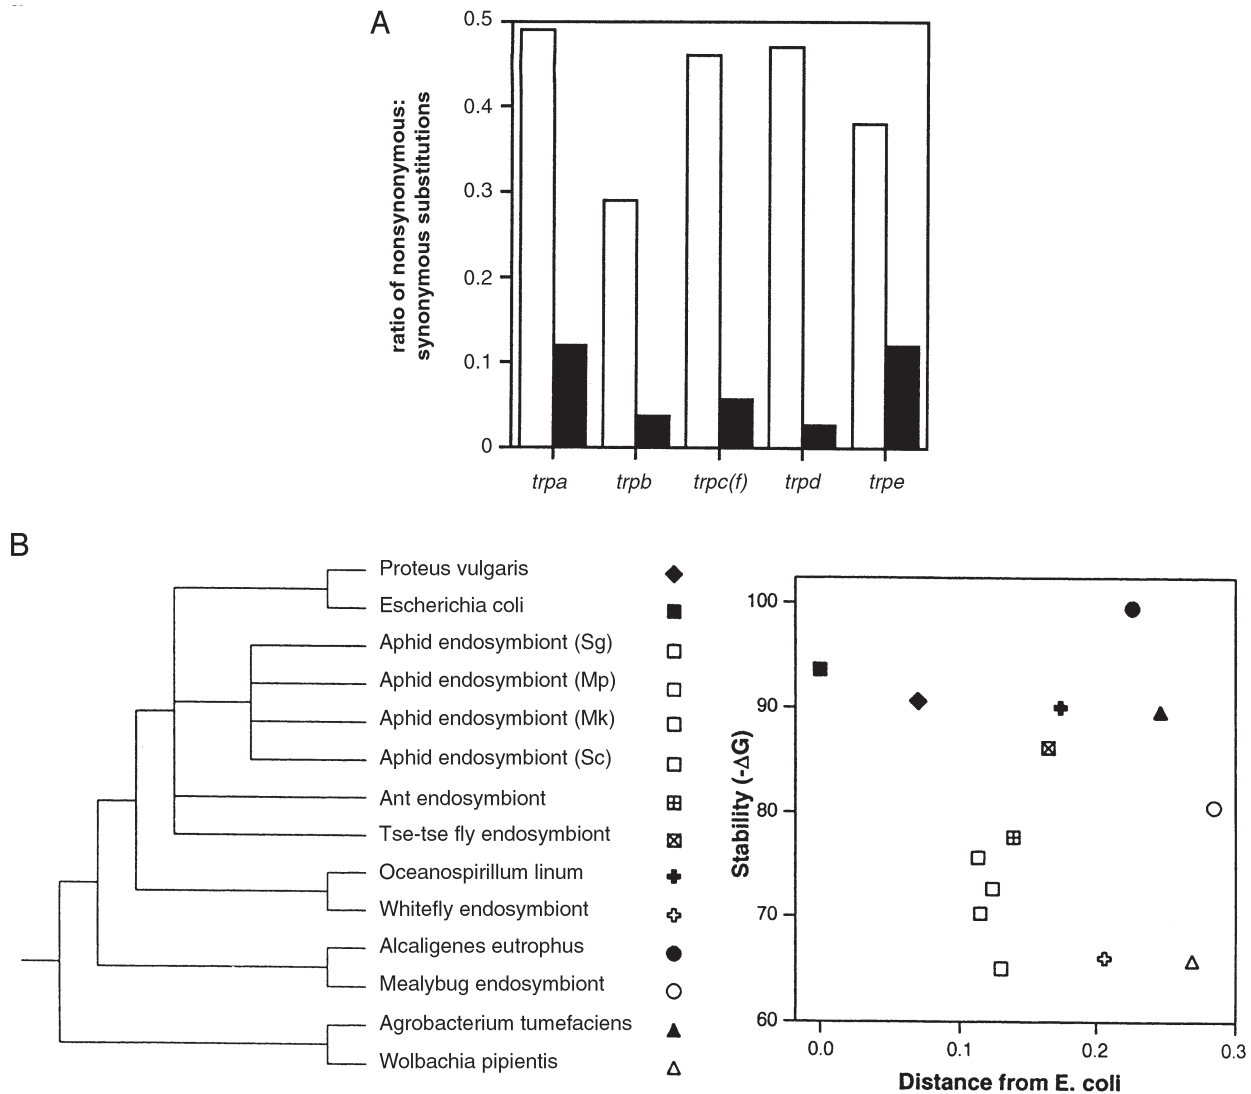 A
ratio of nonsynonymous:
synonymous substitutions
0.5
0.4
0.3
0.2
0.1
0
trpa trpb trpc(f) trpd trpe
B
Proteus vulgaris
Escherichia coli
Aphid endosymbiont (Sg)
Aphid endosymbiont (Mp)
Aphid endosymbiont (Mk)
Aphid endosymbiont (Sc)
Ant endosymbiont
Tse-tse fly endosymbiont
Oceanospirillum linum
Whitefly endosymbiont
Alcaligenes eutrophus
Mealybug endosymbiont
Agrobacterium tumefaciens
Wolbachia pipientis
Stability (-ΔG)
100
90
80
70
60
0.0 0.1 0.2 0.3
Distance from E. coli